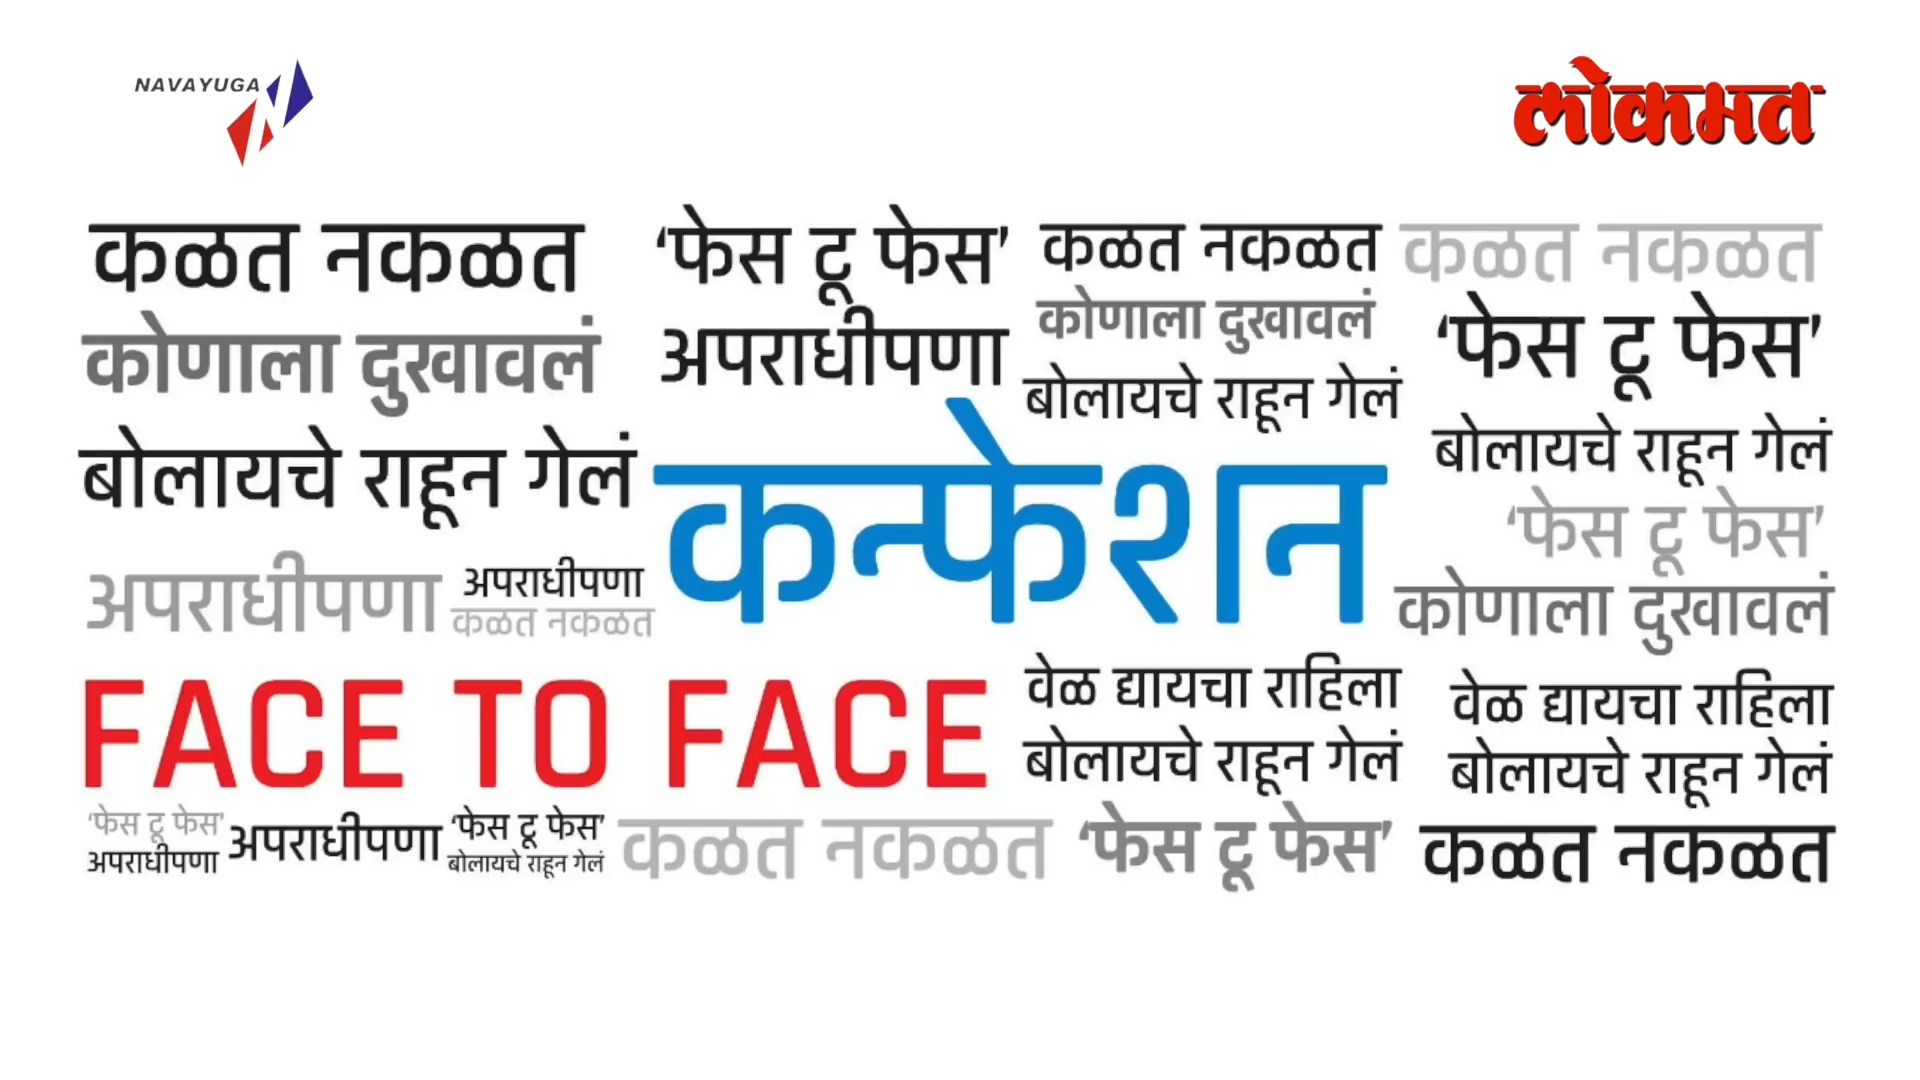 NAVAYUGA
लोकमत
कळत नकळत
कोणाला दुखावलं
बोलायचे राहून गेलं
अपराधीपणा
अपराधीपणा
कळत नकळत
‘फेस टू फेस’
अपराधीपणा
कळत नकळत
कोणाला दुखावलं
बोलायचे राहून गेलं
कळत नकळत
‘फेस टू फेस’
बोलायचे राहून गेलं
‘फेस टू फेस’
कोणाला दुखावलं
कन्फेशन
FACE TO FACE
वेळ द्यायचा राहिला
बोलायचे राहून गेलं
वेळ द्यायचा राहिला
बोलायचे राहून गेलं
‘फेस टू फेस’
अपराधीपणा
अपराधीपणा
‘फेस टू फेस’
बोलायचे राहून गेलं
कळत नकळत
‘फेस टू फेस’
कळत नकळत